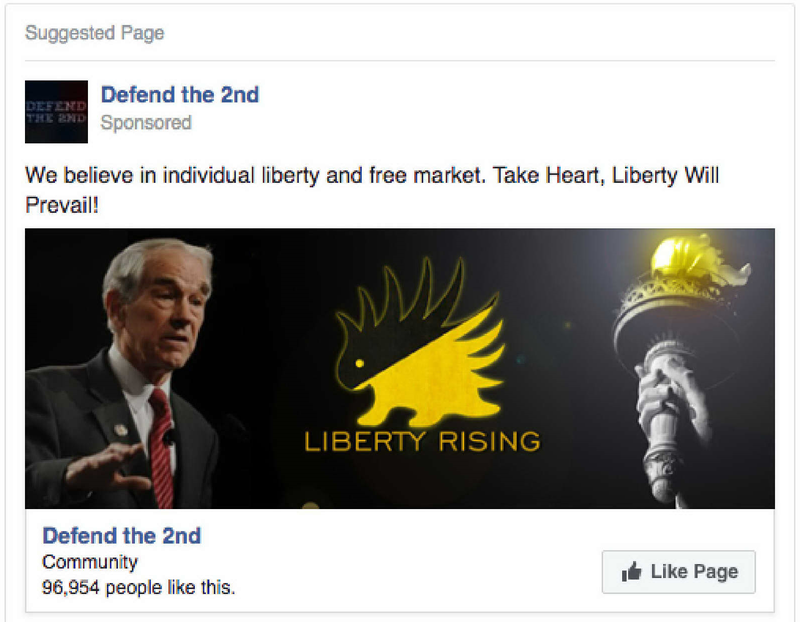 Suggested Page
DEFEND
THE 2ND
Defend the 2nd
Sponsored
We believe in individual liberty and free market. Take Heart, Liberty Will
Prevail!
LIBERTY RISING
Defend the 2nd
Community
96,954 people like this.
Like Page